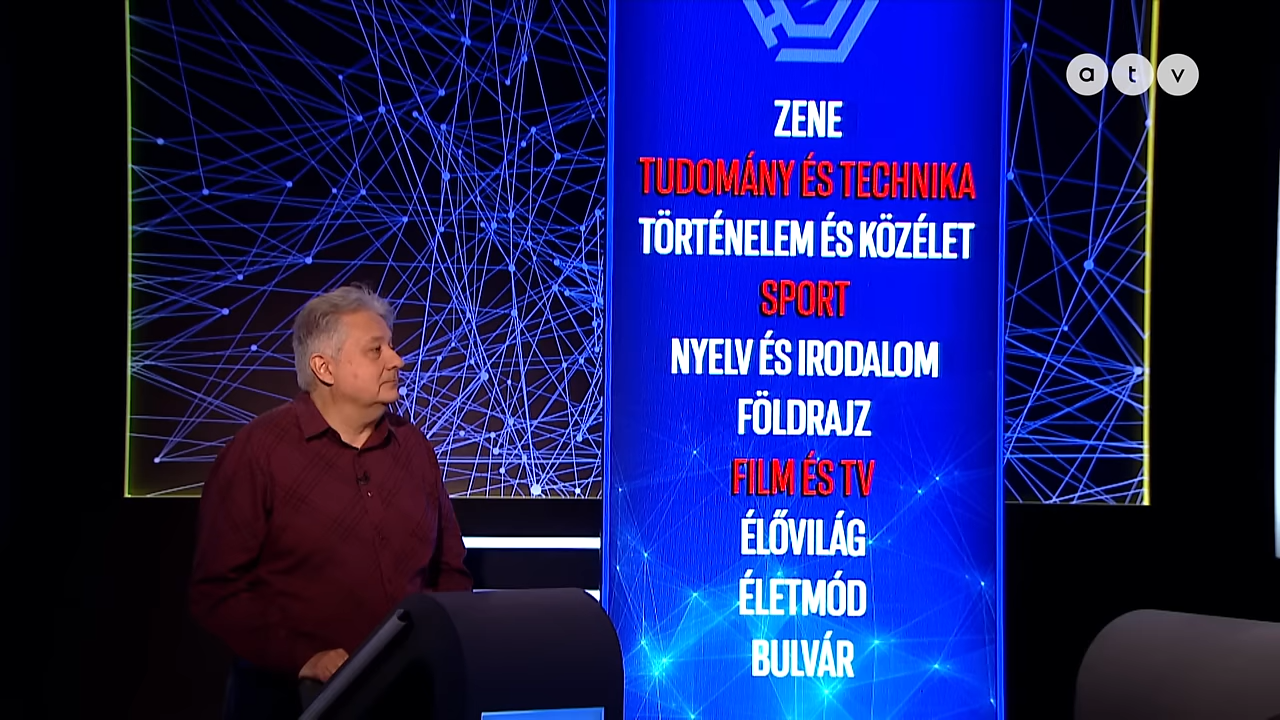 atv
ZENE
TUDOMÁNY ÉS TECHNIKA
TÖRTÉNELEM ÉS KÖZÉLET
SPORT
NYELV ÉS IRODALOM
FÖLDRAJZ
FILM ÉS TV
ÉLŐVILÁG
ÉLETMÓD
BULVÁR